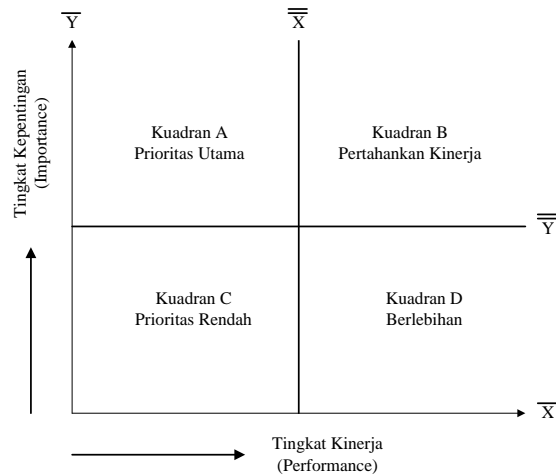 Y̅
X̿
Tingkat Kepentingan
(Importance)
Kuadran A
Prioritas Utama
Kuadran B
Pertahankan Kinerja
Y̿
Kuadran C
Prioritas Rendah
Kuadran D
Berlebihan
X̅
Tingkat Kinerja
(Performance)